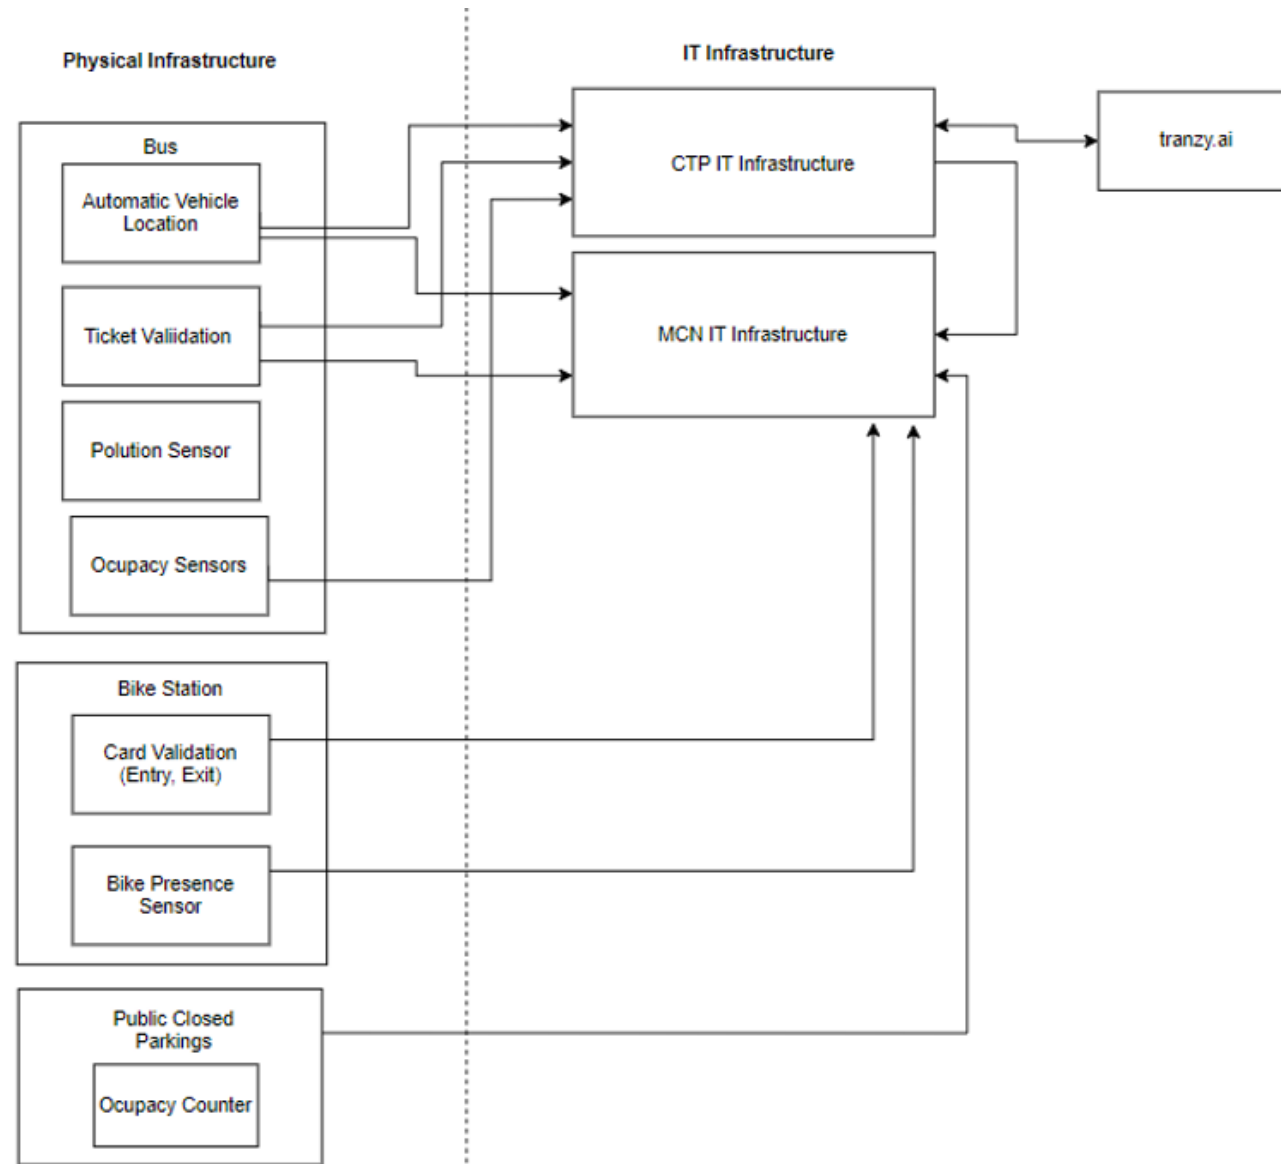 Physical Infrastructure
IT Infrastructure
Bus
Automatic Vehicle
Location
Ticket Valiidation
Polution Sensor
Ocupacy Sensors
CTP IT Infrastructure
MCN IT Infrastructure
tranzy.ai
Bike Station
Card Validation
(Entry, Exit)
Bike Presence
Sensor
Public Closed
Parkings
Ocupacy Counter